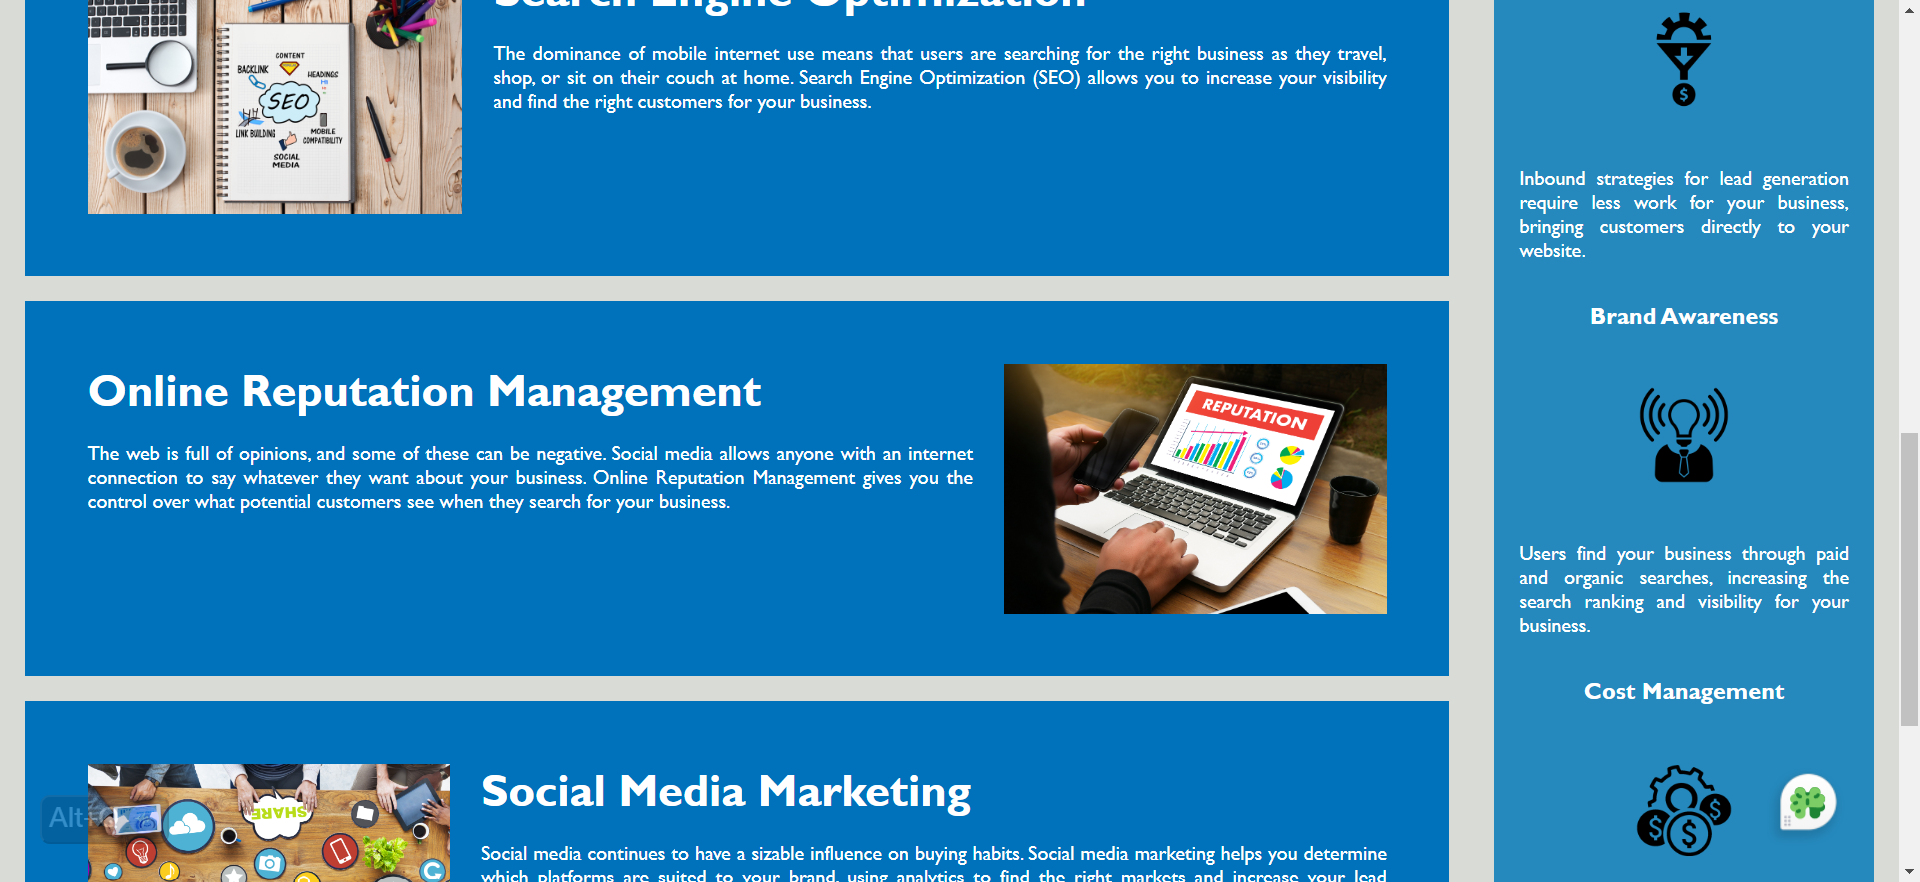 Search Engine Optimization
The dominance of mobile internet use means that users are searching for the right business as they travel,
shop, or sit on their couch at home. Search Engine Optimization (SEO) allows you to increase your visibility
and find the right customers for your business.
CONTENT
BACKLINK
HEADINGS
SEO
LINK BUILDING
MOBILE
COMPATIBILITY
SOCIAL
MEDIA
Online Reputation Management
The web is full of opinions, and some of these can be negative. Social media allows anyone with an internet
connection to say whatever they want about your business. Online Reputation Management gives you the
control over what potential customers see when they search for your business.
REPUTATION
Social Media Marketing
Social media continues to have a sizable influence on buying habits. Social media marketing helps you determine
which platforms are suited to your brand, using analytics to find the right markets and increase your lead
SHARE
Alt+
$
Inbound strategies for lead generation
require less work for your business,
bringing customers directly to your
website.
Brand Awareness
Users find your business through paid
and organic searches, increasing the
search ranking and visibility for your
business.
Cost Management
$
$
$